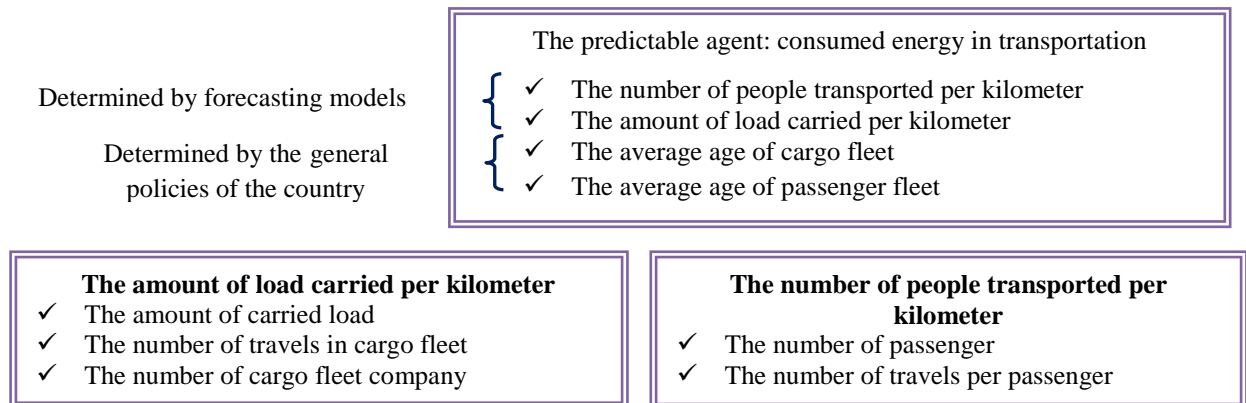 The predictable agent: consumed energy in transportation
Determined by forecasting models
✓ The number of people transported per kilometer
✓ The amount of load carried per kilometer
Determined by the general
policies of the country
✓ The average age of cargo fleet
✓ The average age of passenger fleet
The amount of load carried per kilometer
✓ The amount of carried load
✓ The number of travels in cargo fleet
✓ The number of cargo fleet company
The number of people transported per
kilometer
✓ The number of passenger
✓ The number of travels per passenger